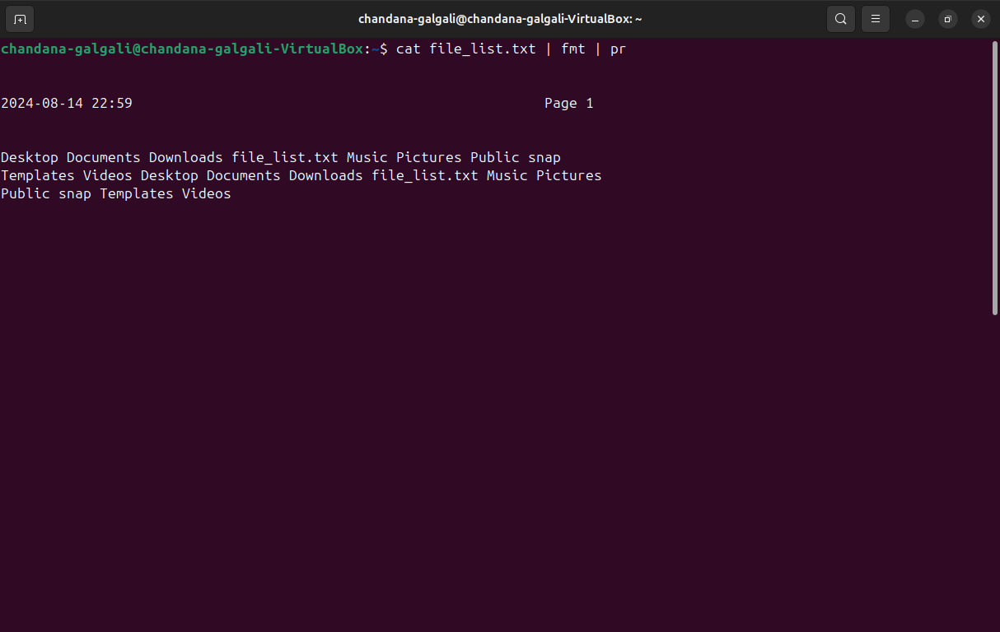 chandana-galgali@chandana-galgali-VirtualBox: ~
chandana-galgali@chandana-galgali-VirtualBox:~$ cat file_list.txt | fmt | pr
2024-08-14 22:59                                                  Page 1
Desktop Documents Downloads file_list.txt Music Pictures Public snap
Templates Videos Desktop Documents Downloads file_list.txt Music Pictures
Public snap Templates Videos